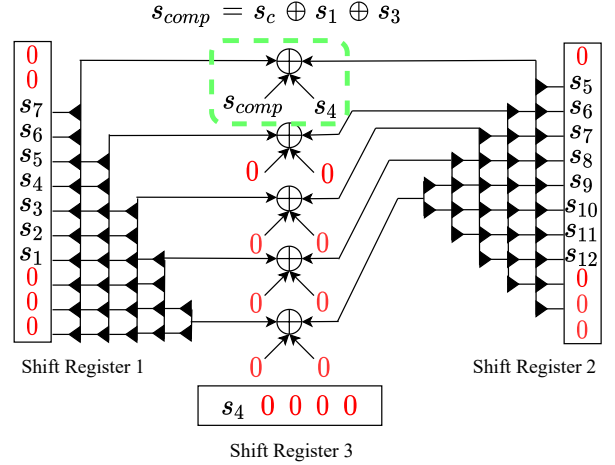 s_comp = s_c ⊕ s_1 ⊕ s_3
0
0
s_7
s_6
s_5
s_4
s_3
s_2
s_1
0
0
0
Shift Register 1
s_comp s_4
0 0
0 0
0 0
0 0
0
s_5
s_6
s_7
s_8
s_9
s_10
s_11
s_12
0
0
0
Shift Register 2
s_4 0 0 0 0
Shift Register 3